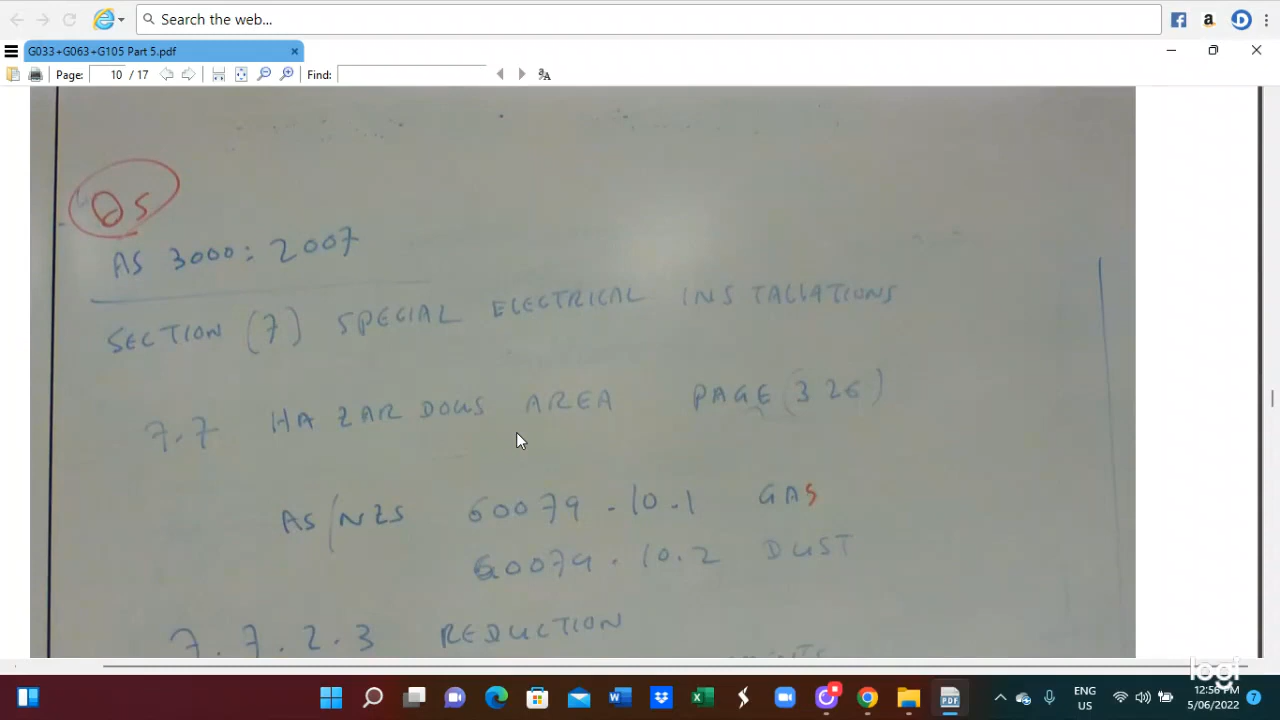 Search the web...
G033+G063+G105 Part 5.pdf
Page: 10 / 17 Find:
Q5
AS 3000: 2007
SECTION (7) SPECIAL ELECTRICAL INSTALLATIONS
7.7 HAZARDOUS AREA PAGE (326)
AS/NZS 60079.10.1 GAS
60079.10.2 DUST
7.7.2.3 REDUCTION
ENG
US
12:56 PM
5/06/2022
7